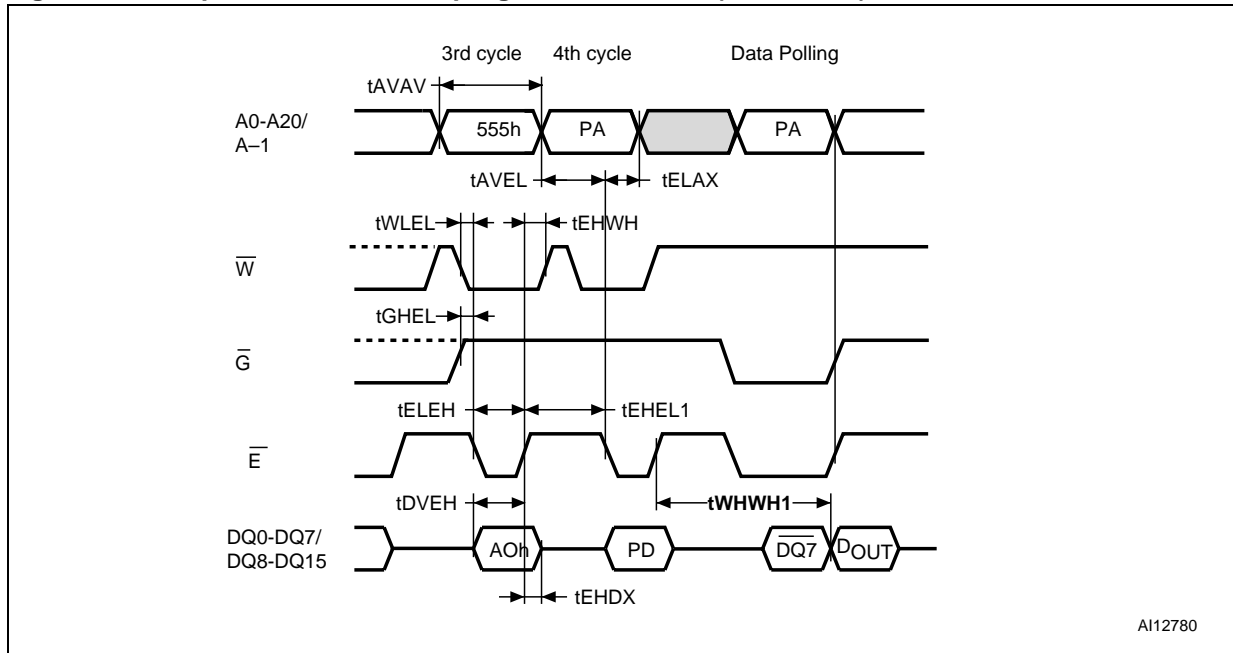 3rd cycle 4th cycle Data Polling
tAVAV
A0-A20/
A–1
555h PA PA
tAVEL tELAX
tWLEL tEHWH
W̅
tGHEL
G̅
tELEH tEHEL1
E̅
tDVEH tWHWH1
DQ0-DQ7/
DQ8-DQ15
AOh PD D̅Q̅7̅ DOUT
tEHDX
AI12780